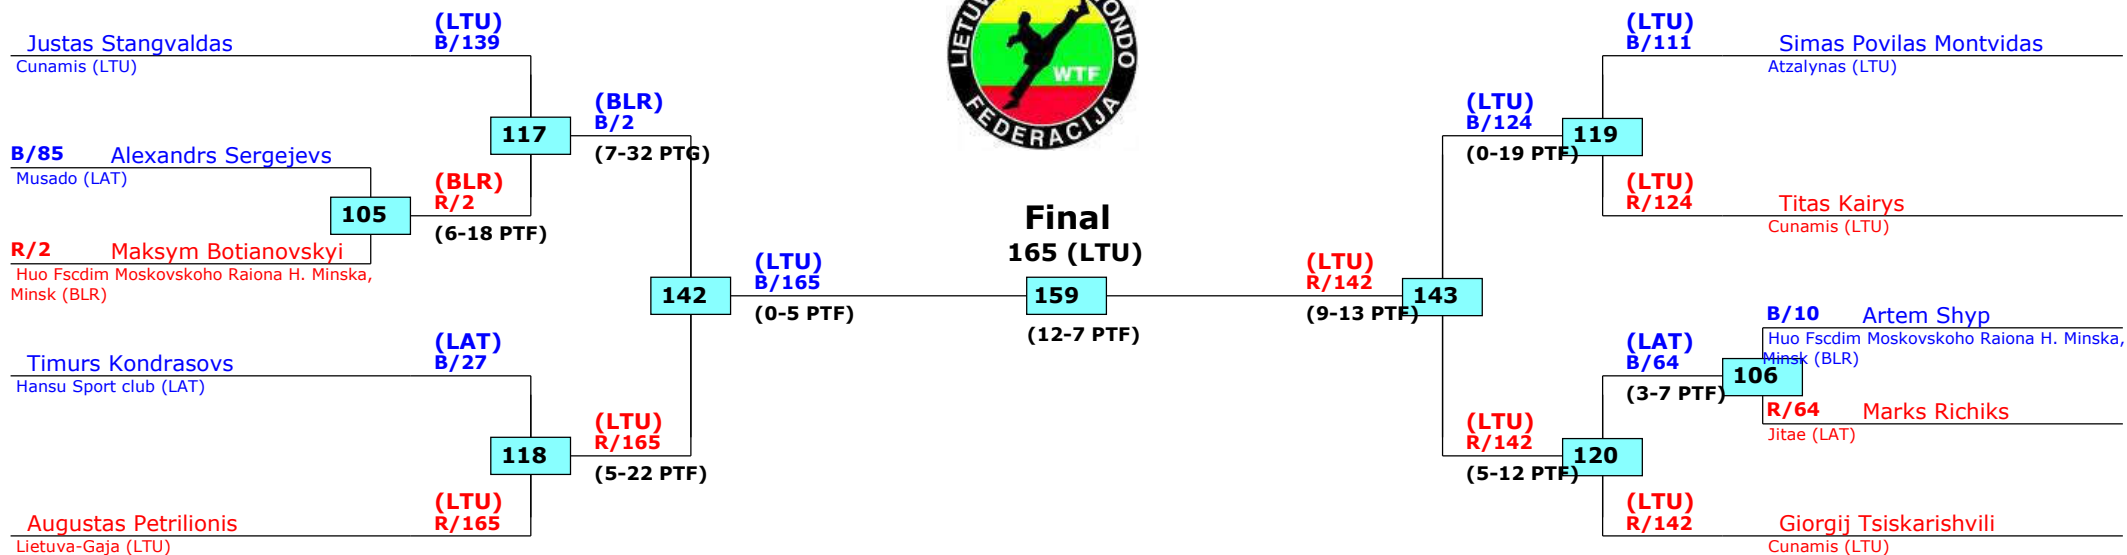 (LTU)
B/139
Justas Stangvaldas
Cunamis (LTU)
B/85 Alexandrs Sergejevs
Musado (LAT)
105
R/2 Maksym Botianovskyi
Huo Fscdim Moskovskoho Raiona H. Minska,
Minsk (BLR)
(BLR)
R/2
(6-18 PTF)
117
(BLR)
B/2
(7-32 PTG)
Timurs Kondrasovs
Hansu Sport club (LAT)
(LAT)
B/27
118
(LTU)
R/165
(5-22 PTF)
Augustas Petrilionis
Lietuva-Gaja (LTU)
(LTU)
R/165
142
(LTU)
B/165
(0-5 PTF)
WTF
FEDERACIJA
Final
165 (LTU)
159
(12-7 PTF)
(LTU)
R/142
(9-13 PTF)
143
(LTU)
B/124
(0-19 PTF)
119
(LTU)
B/111
Simas Povilas Montvidas
Atzalynas (LTU)
(LTU)
R/124
Titas Kairys
Cunamis (LTU)
(LTU)
R/142
(5-12 PTF)
120
(LAT)
B/64
(3-7 PTF)
106
B/10 Artem Shyp
Huo Fscdim Moskovskoho Raiona H. Minska,
Minsk (BLR)
R/64 Marks Richiks
Jitae (LAT)
(LTU)
R/142
Giorgij Tsiskarishvili
Cunamis (LTU)